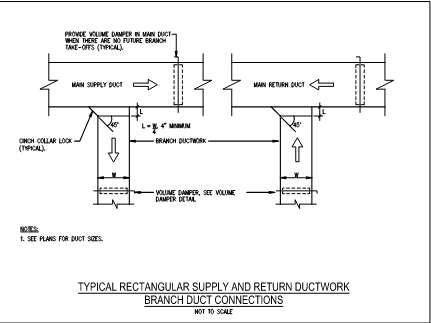 PROVIDE VOLUME DAMPER IN MAIN DUCT
WHEN THERE ARE NO FUTURE BRANCH
TAKE-OFFS (TYPICAL).
MAIN SUPPLY DUCT
MAIN RETURN DUCT
L
L
45°
45°
L = W/4, 4" MINIMUM
CINCH COLLAR LOCK
(TYPICAL).
BRANCH DUCTWORK
W
W
VOLUME DAMPER, SEE VOLUME
DAMPER DETAIL
NOTES:
1. SEE PLANS FOR DUCT SIZES.
TYPICAL RECTANGULAR SUPPLY AND RETURN DUCTWORK
BRANCH DUCT CONNECTIONS
NOT TO SCALE